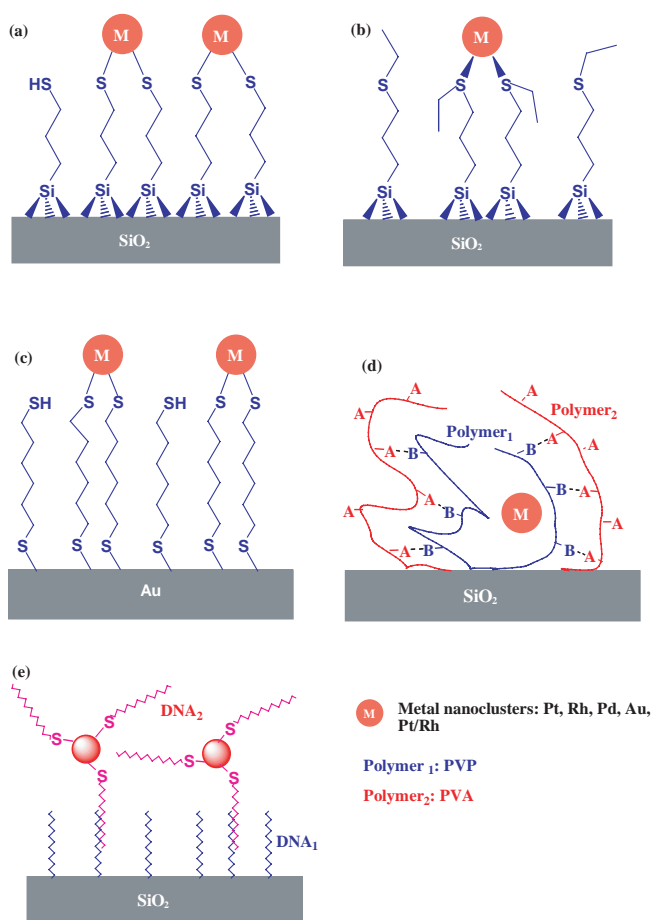 (a)
M
M
HS
S
S
S
S
Si
Si
Si
Si
Si
SiO₂
(b)
M
S
S
S
S
Si
Si
Si
Si
SiO₂
(c)
M
M
SH
S
S
SH
S
S
S
S
S
S
S
S
Au
(d)
A
A
A
Polymer₂
Polymer₁
A
B
B
A
A
A
B
A
A
B
B
A
M
A
A
B
B
A
SiO₂
(e)
DNA₂
S
S
S
S
S
S
DNA₁
SiO₂
M
Metal nanoclusters: Pt, Rh, Pd, Au,
Pt/Rh
Polymer ₁: PVP
Polymer₂: PVA